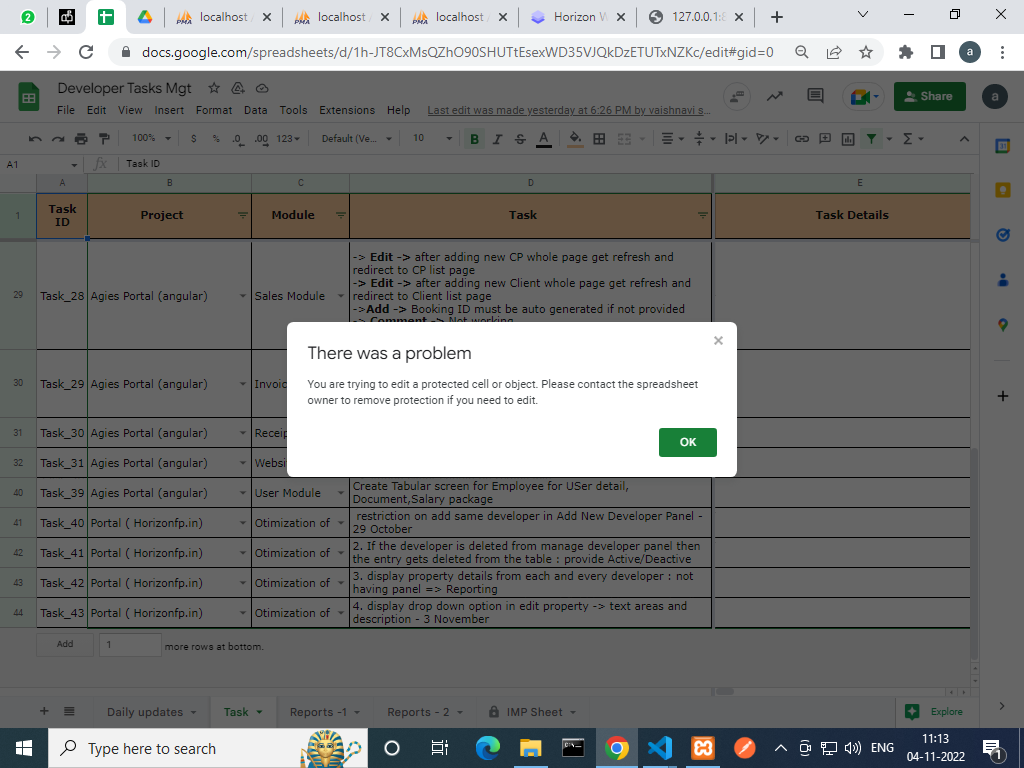 2
localhost
localhost
localhost
Horizon W
127.0.0.1:8
docs.google.com/spreadsheets/d/1h-JT8CxMsQZhO90SHUTtEsexWD35VJQkDzETUTxNZKc/edit#gid=0
a
Developer Tasks Mgt
File Edit View Insert Format Data Tools Extensions Help Last edit was made yesterday at 6:26 PM by vaishnavi s...
Share
a
100% $ % .0 .00 123 Default (Ve... 10 B I S A
A1 fx Task ID
A B C D E
1 Task ID Project Module Task Task Details
29 Task_28 Agies Portal (angular) Sales Module
-> Edit -> after adding new CP whole page get refresh and
redirect to CP list page
-> Edit -> after adding new Client whole page get refresh and
redirect to Client list page
->Add -> Booking ID must be auto generated if not provided
-> Comment -> Not working
There was a problem
You are trying to edit a protected cell or object. Please contact the spreadsheet
owner to remove protection if you need to edit.
OK
30 Task_29 Agies Portal (angular) Invoic
31 Task_30 Agies Portal (angular) Receip
32 Task_31 Agies Portal (angular) Websi
40 Task_39 Agies Portal (angular) User Module
Create Tabular screen for Employee for USer detail,
Document,Salary package
41 Task_40 Portal ( Horizonfp.in) Otimization of
restriction on add same developer in Add New Developer Panel -
29 October
42 Task_41 Portal ( Horizonfp.in) Otimization of
2. If the developer is deleted from manage developer panel then
the entry gets deleted from the table : provide Active/Deactive
43 Task_42 Portal ( Horizonfp.in) Otimization of
3. display property details from each and every developer : not
having panel => Reporting
44 Task_43 Portal ( Horizonfp.in) Otimization of
4. display drop down option in edit property -> text areas and
description - 3 November
Add 1 more rows at bottom.
Daily updates Task Reports -1 Reports - 2 IMP Sheet Explore
Type here to search
ENG
11:13
04-11-2022
1